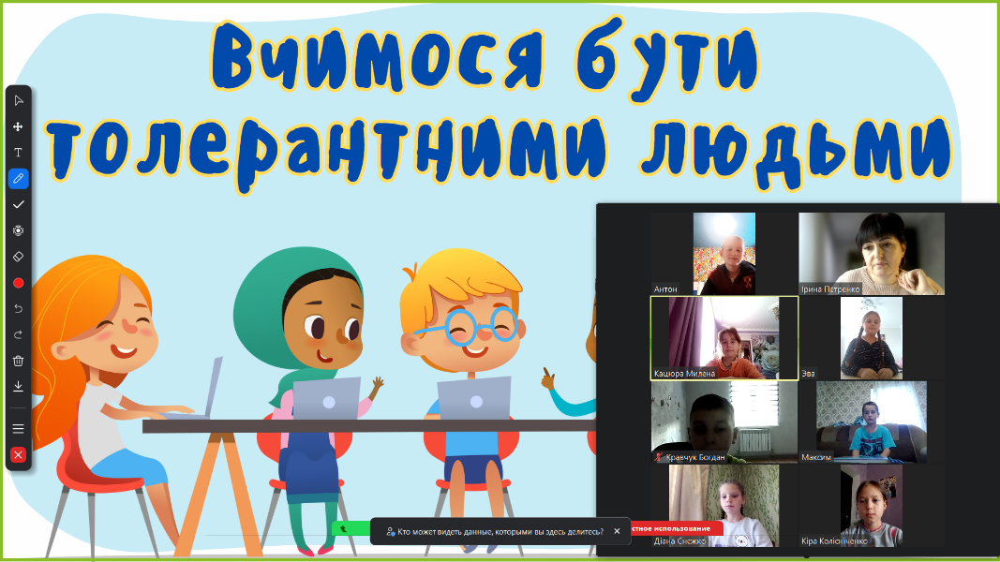 Вчимося бути
толерантними людьми
Антон
Ірина Петренко
Кацюра Милена
Эва
Кравчук Богдан
Максим
Діана Снєжко
Кіра Колісніченко
Кто может видеть данные, которыми вы здесь делитесь?
стное использование
T